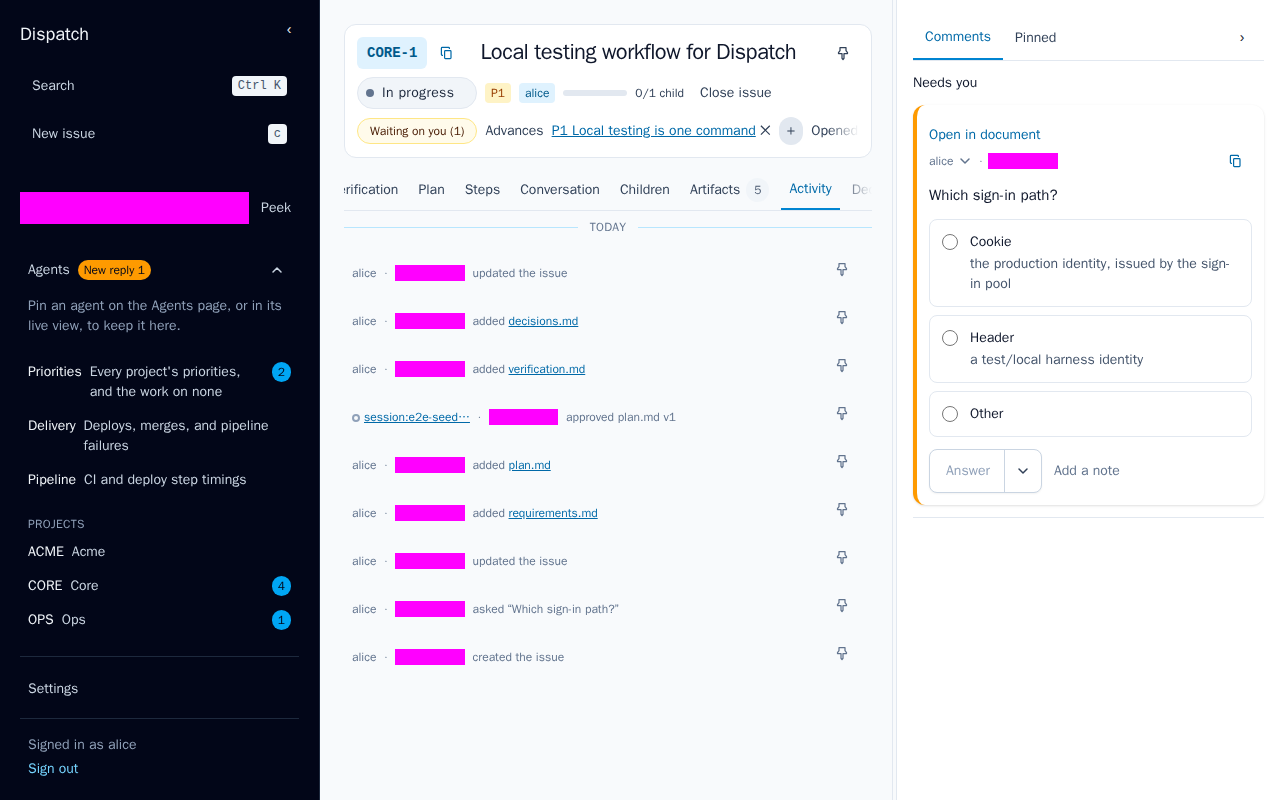 Dispatch
Search Ctrl K
New issue c
Peek
Agents New reply 1
Pin an agent on the Agents page, or in its
live view, to keep it here.
Priorities Every project's priorities, 2
and the work on none
Delivery Deploys, merges, and pipeline
failures
Pipeline CI and deploy step timings
PROJECTS
ACME Acme
CORE Core 4
OPS Ops 1
Settings
Signed in as alice
Sign out
CORE-1 Local testing workflow for Dispatch
In progress P1 alice 0/1 child Close issue
Waiting on you (1) Advances P1 Local testing is one command × + Opened
erification Plan Steps Conversation Children Artifacts 5 Activity De
TODAY
alice · updated the issue
alice · added decisions.md
alice · added verification.md
session:e2e-seed… · approved plan.md v1
alice · added plan.md
alice · added requirements.md
alice · updated the issue
alice · asked “Which sign-in path?”
alice · created the issue
Comments Pinned
Needs you
Open in document
alice ·
Which sign-in path?
Cookie
the production identity, issued by the sign-
in pool
Header
a test/local harness identity
Other
Answer Add a note